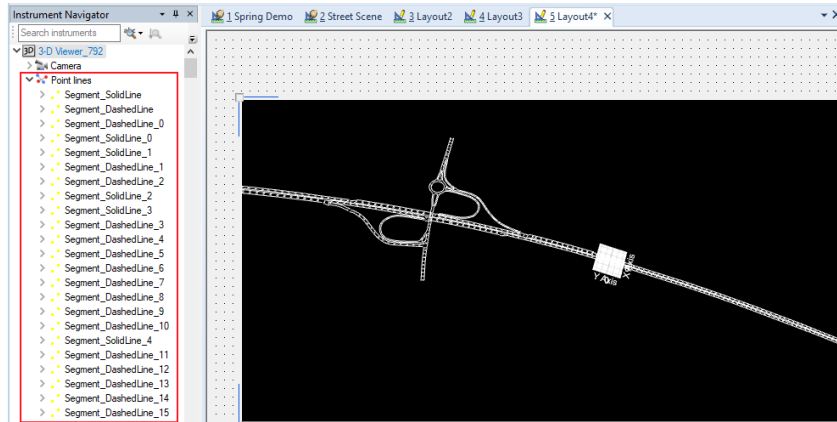 Instrument Navigator
1 Spring Demo
2 Street Scene
3 Layout2
4 Layout3
5 Layout4*
Search instruments
3D 3-D Viewer_792
Camera
Point lines
Segment_SolidLine
Segment_DashedLine
Segment_DashedLine_0
Segment_SolidLine_0
Segment_SolidLine_1
Segment_DashedLine_1
Segment_DashedLine_2
Segment_SolidLine_2
Segment_SolidLine_3
Segment_DashedLine_3
Segment_DashedLine_4
Segment_DashedLine_5
Segment_DashedLine_6
Segment_DashedLine_7
Segment_DashedLine_8
Segment_DashedLine_9
Segment_DashedLine_10
Segment_SolidLine_4
Segment_DashedLine_11
Segment_DashedLine_12
Segment_DashedLine_13
Segment_DashedLine_14
Segment_DashedLine_15
Y Axis
X Axis